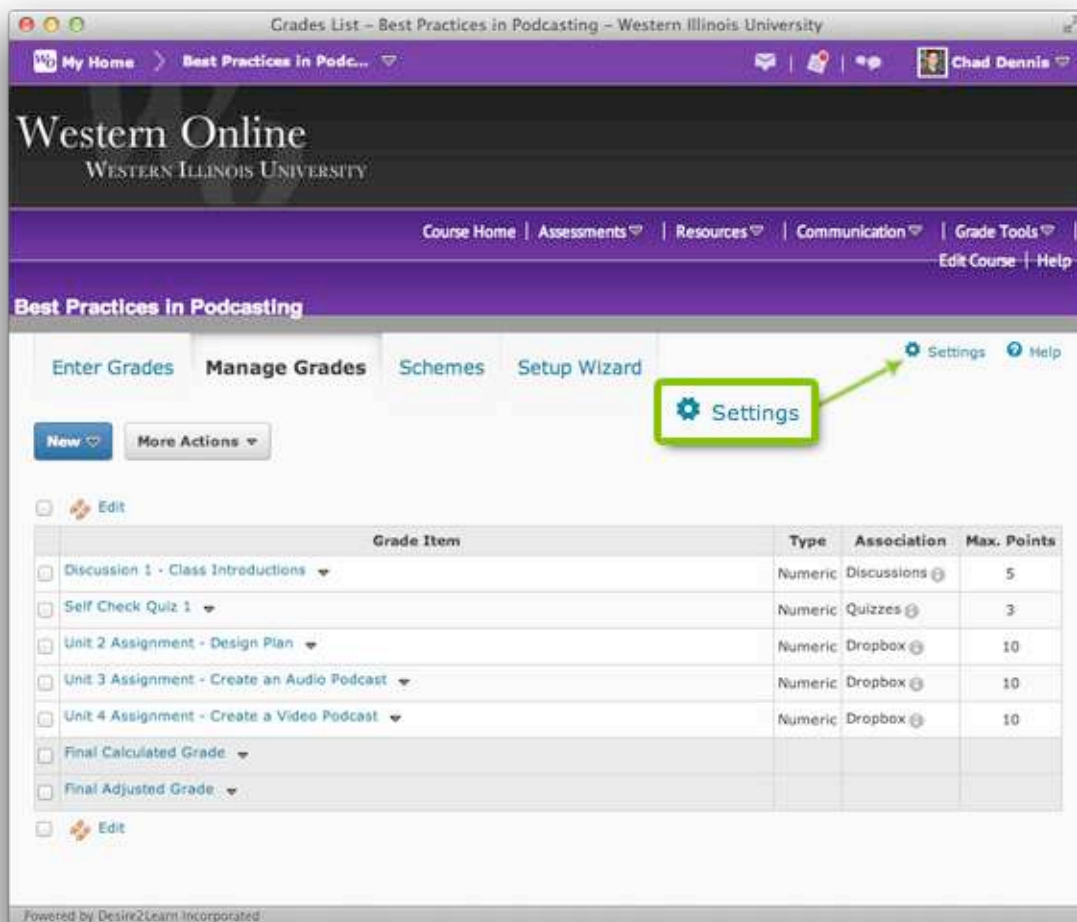 Grades List – Best Practices in Podcasting – Western Illinois University
My Home Best Practices in Podc... Chad Dennis
Western Online
WESTERN ILLINOIS UNIVERSITY
Course Home | Assessments | Resources | Communication | Grade Tools |
Edit Course | Help
Best Practices in Podcasting
Settings Help
Enter Grades Manage Grades Schemes Setup Wizard
Settings
New More Actions
Edit
Grade Item Type Association Max. Points
Discussion 1 - Class Introductions Numeric Discussions 5
Self Check Quiz 1 Numeric Quizzes 3
Unit 2 Assignment - Design Plan Numeric Dropbox 10
Unit 3 Assignment - Create an Audio Podcast Numeric Dropbox 10
Unit 4 Assignment - Create a Video Podcast Numeric Dropbox 10
Final Calculated Grade
Final Adjusted Grade
Edit
Powered by Desire2Learn Incorporated